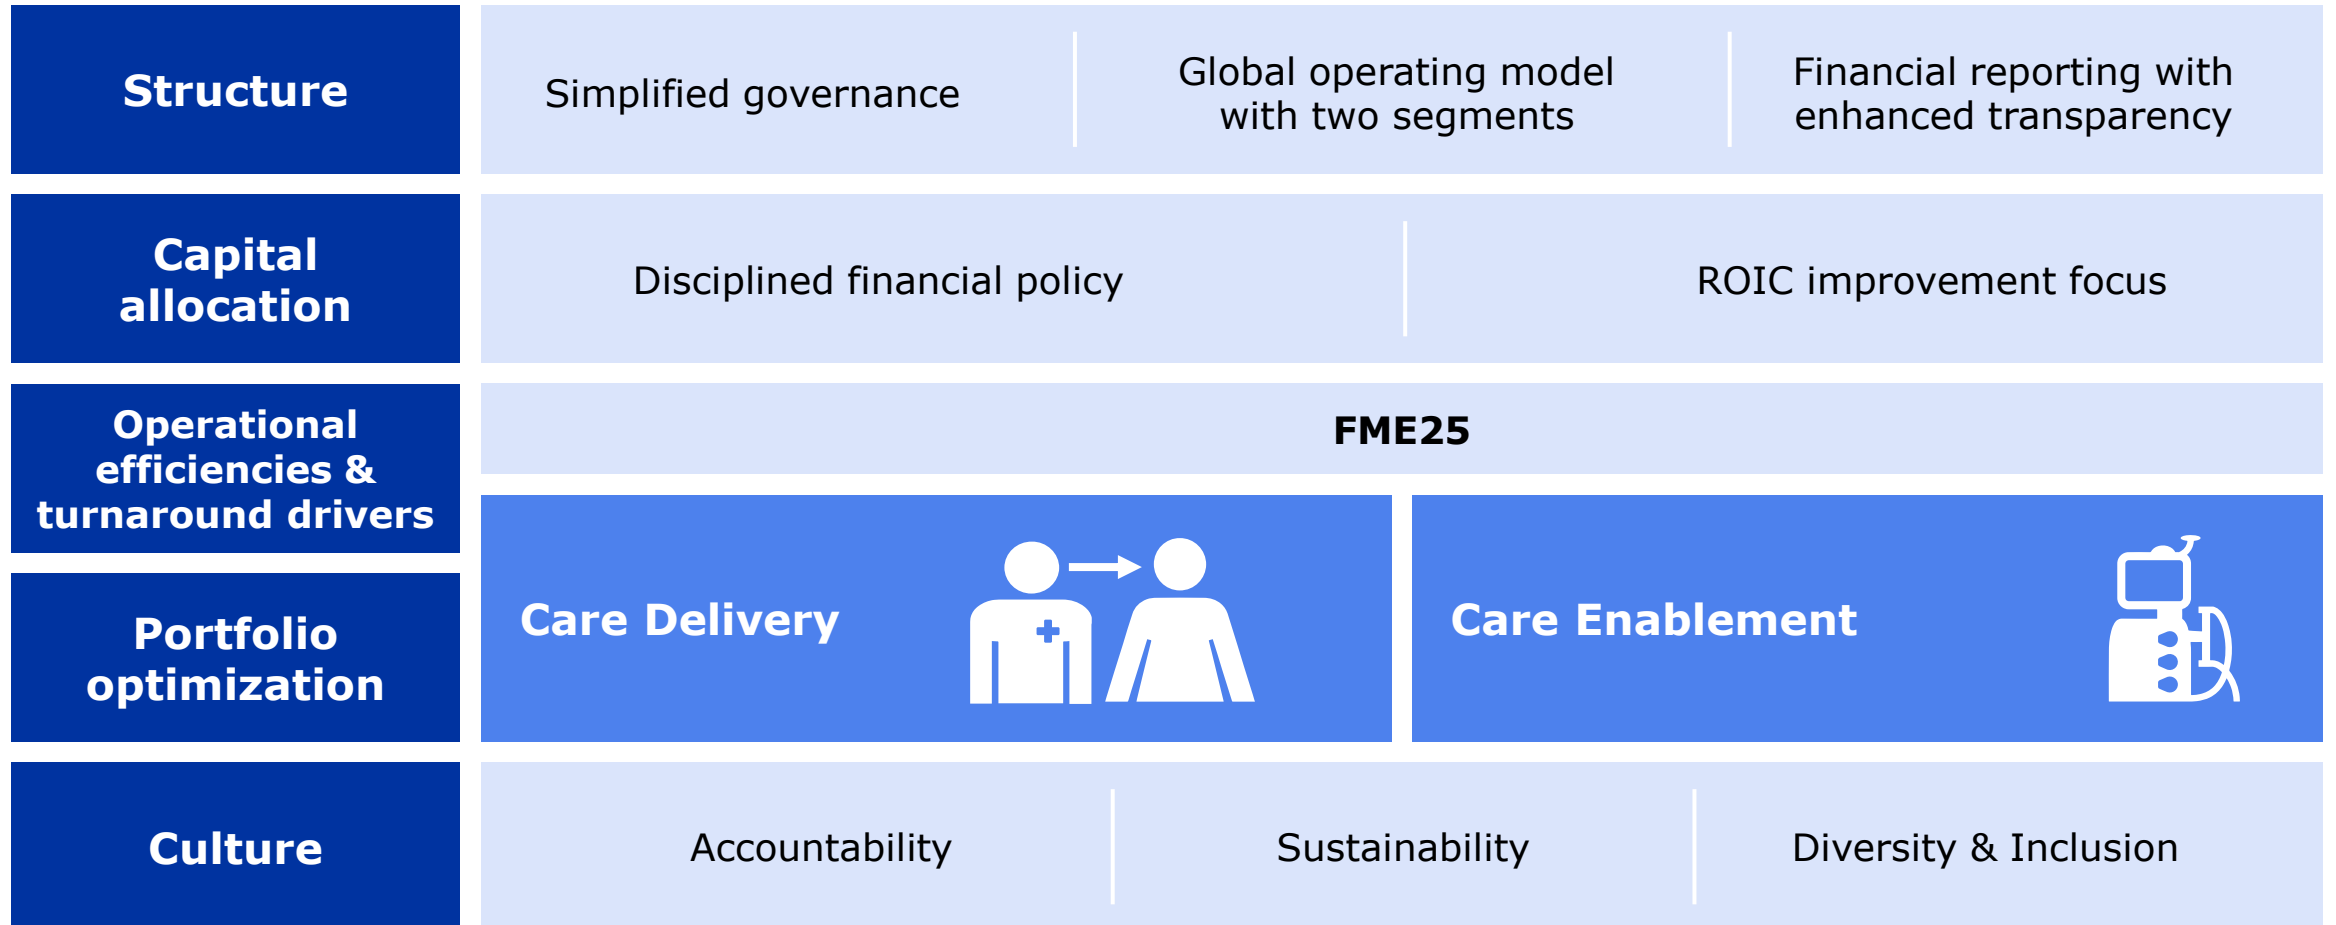 Structure
Simplified governance
Global operating model
with two segments
Financial reporting with
enhanced transparency
Capital
allocation
Disciplined financial policy
ROIC improvement focus
Operational
efficiencies &
turnaround drivers
FME25
Portfolio
optimization
Care Delivery
Care Enablement
Culture
Accountability
Sustainability
Diversity & Inclusion